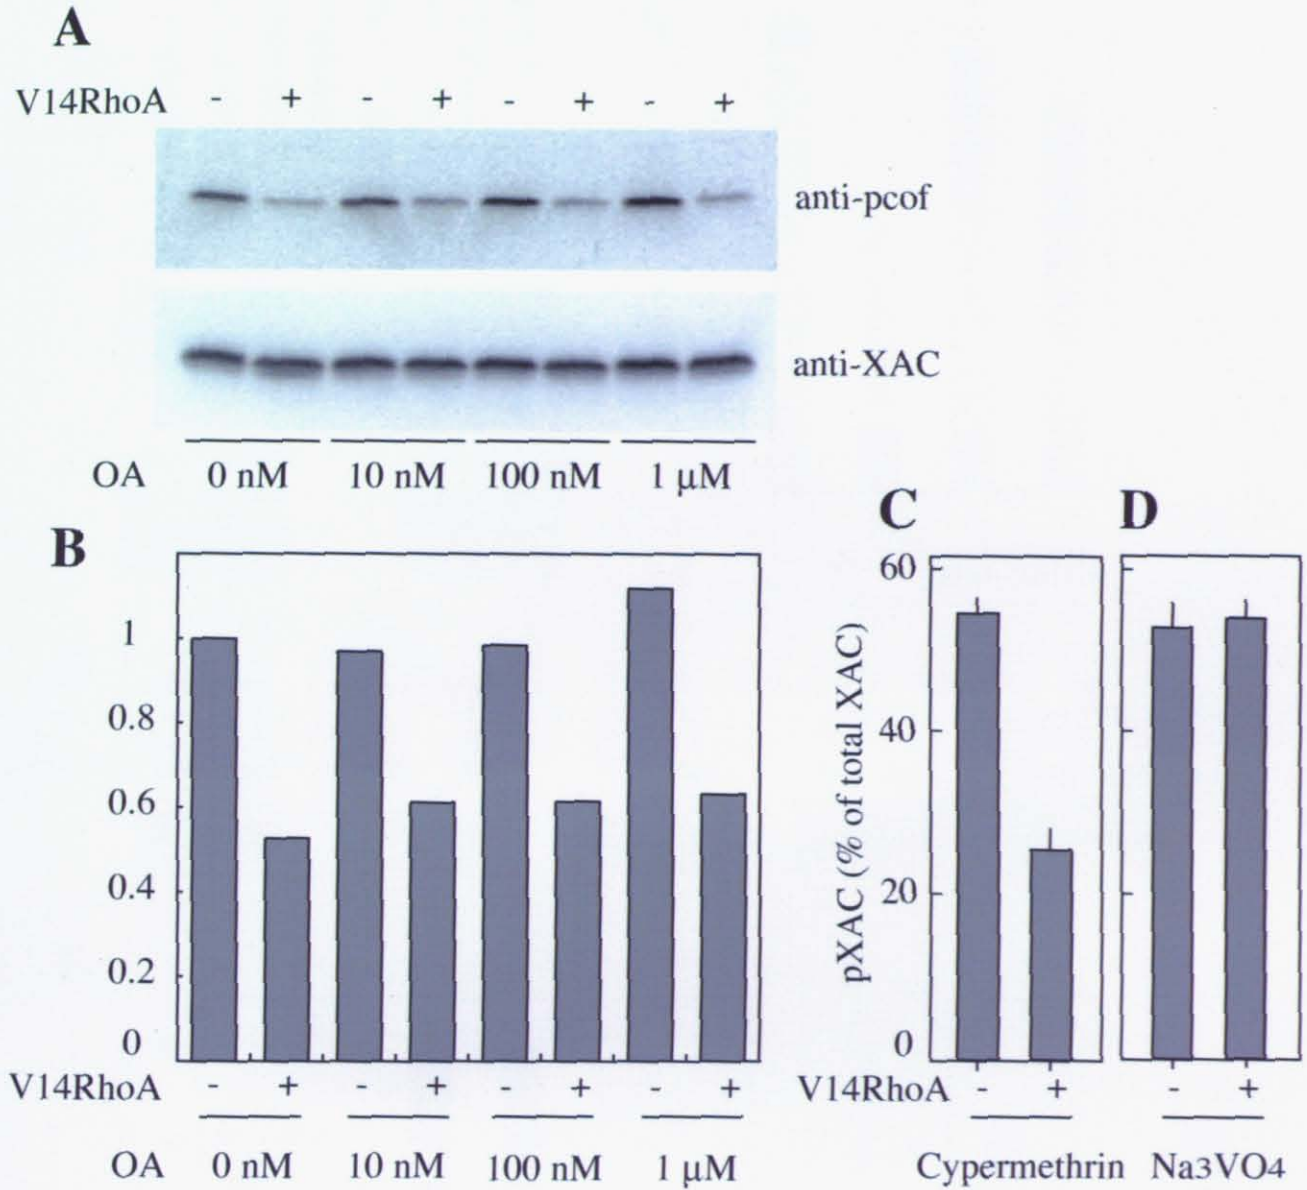 A
V14RhoA - + - + - + - +
anti-pcof
anti-XAC
OA 0 nM 10 nM 100 nM 1 μM
B
1
0.8
0.6
0.4
0.2
0
V14RhoA - + - + - + - +
OA 0 nM 10 nM 100 nM 1 μM
C
pXAC (% of total XAC)
60
40
20
0
V14RhoA - +
Cypermethrin
D
- +
Na3VO4